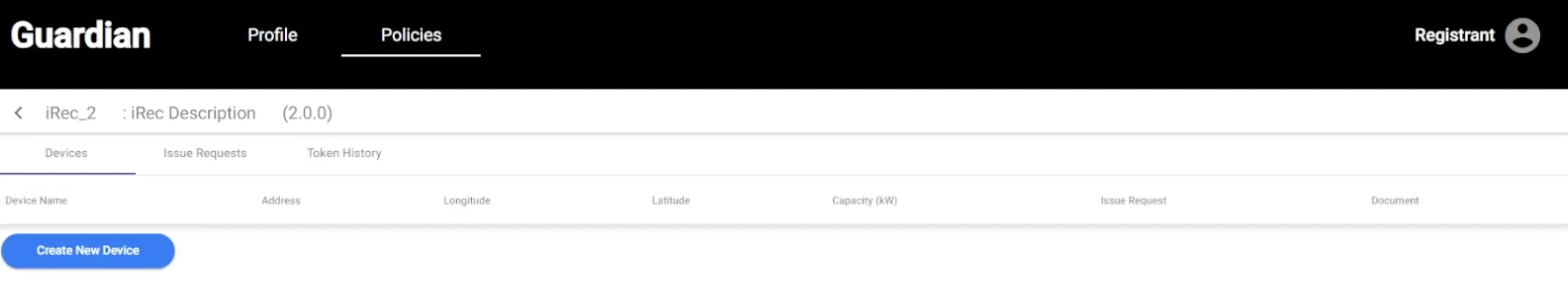 Guardian Profile Policies Registrant
< iRec_2 : iRec Description (2.0.0)
Devices Issue Requests Token History
Device Name Address Longitude Latitude Capacity (kW) Issue Request Document
Create New Device